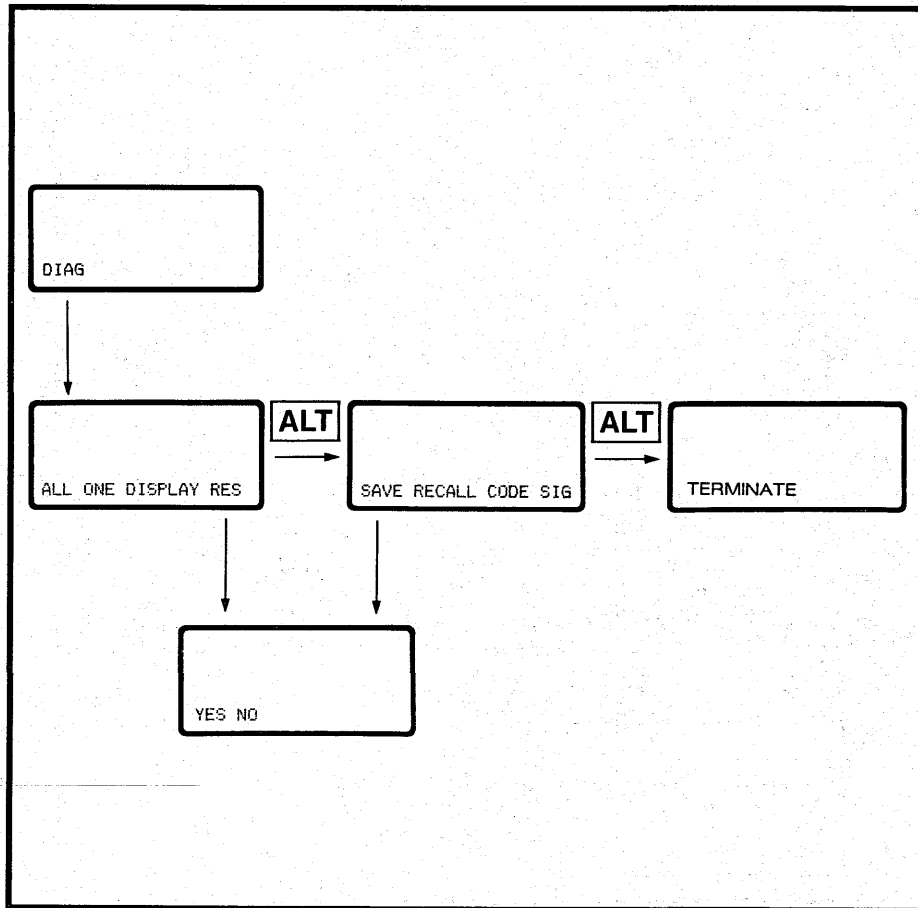 DIAG
ALT
ALT
ALL ONE DISPLAY RES
SAVE RECALL CODE SIG
TERMINATE
YES NO